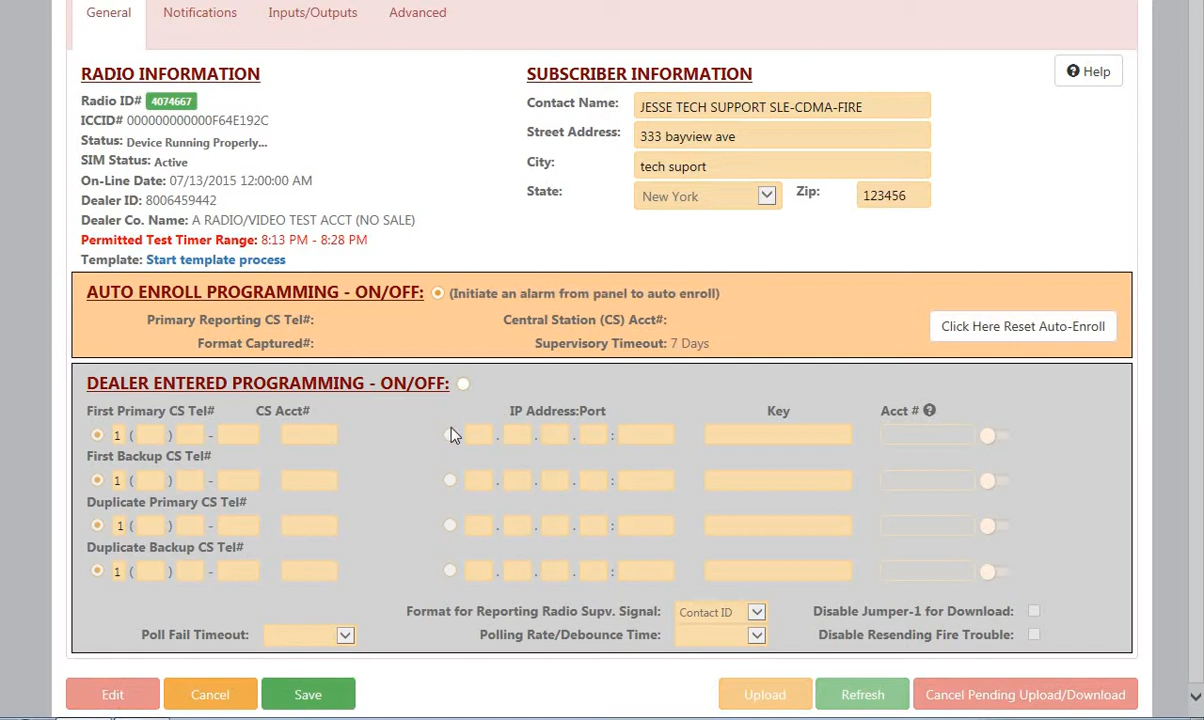 General Notifications Inputs/Outputs Advanced
RADIO INFORMATION SUBSCRIBER INFORMATION Help
Radio ID# 4074667 Contact Name: JESSE TECH SUPPORT SLE-CDMA-FIRE
ICCID# 000000000000F64E192C
Status: Device Running Properly... Street Address: 333 bayview ave
SIM Status: Active City: tech suport
On-Line Date: 07/13/2015 12:00:00 AM
Dealer ID: 8006459442 State: New York Zip: 123456
Dealer Co. Name: A RADIO/VIDEO TEST ACCT (NO SALE)
Permitted Test Timer Range: 8:13 PM - 8:28 PM
Template: Start template process
AUTO ENROLL PROGRAMMING - ON/OFF: (Initiate an alarm from panel to auto enroll)
Primary Reporting CS Tel#: Central Station (CS) Acct#: Click Here Reset Auto-Enroll
Format Captured#: Supervisory Timeout: 7 Days
DEALER ENTERED PROGRAMMING - ON/OFF:
First Primary CS Tel# CS Acct# IP Address:Port Key Acct #
1 ( ) - . . . :
First Backup CS Tel#
1 ( ) - . . . :
Duplicate Primary CS Tel#
1 ( ) - . . . :
Duplicate Backup CS Tel#
1 ( ) - . . . :
Format for Reporting Radio Supv. Signal: Contact ID Disable Jumper-1 for Download:
Poll Fail Timeout: Polling Rate/Debounce Time: Disable Resending Fire Trouble:
Edit Cancel Save Upload Refresh Cancel Pending Upload/Download